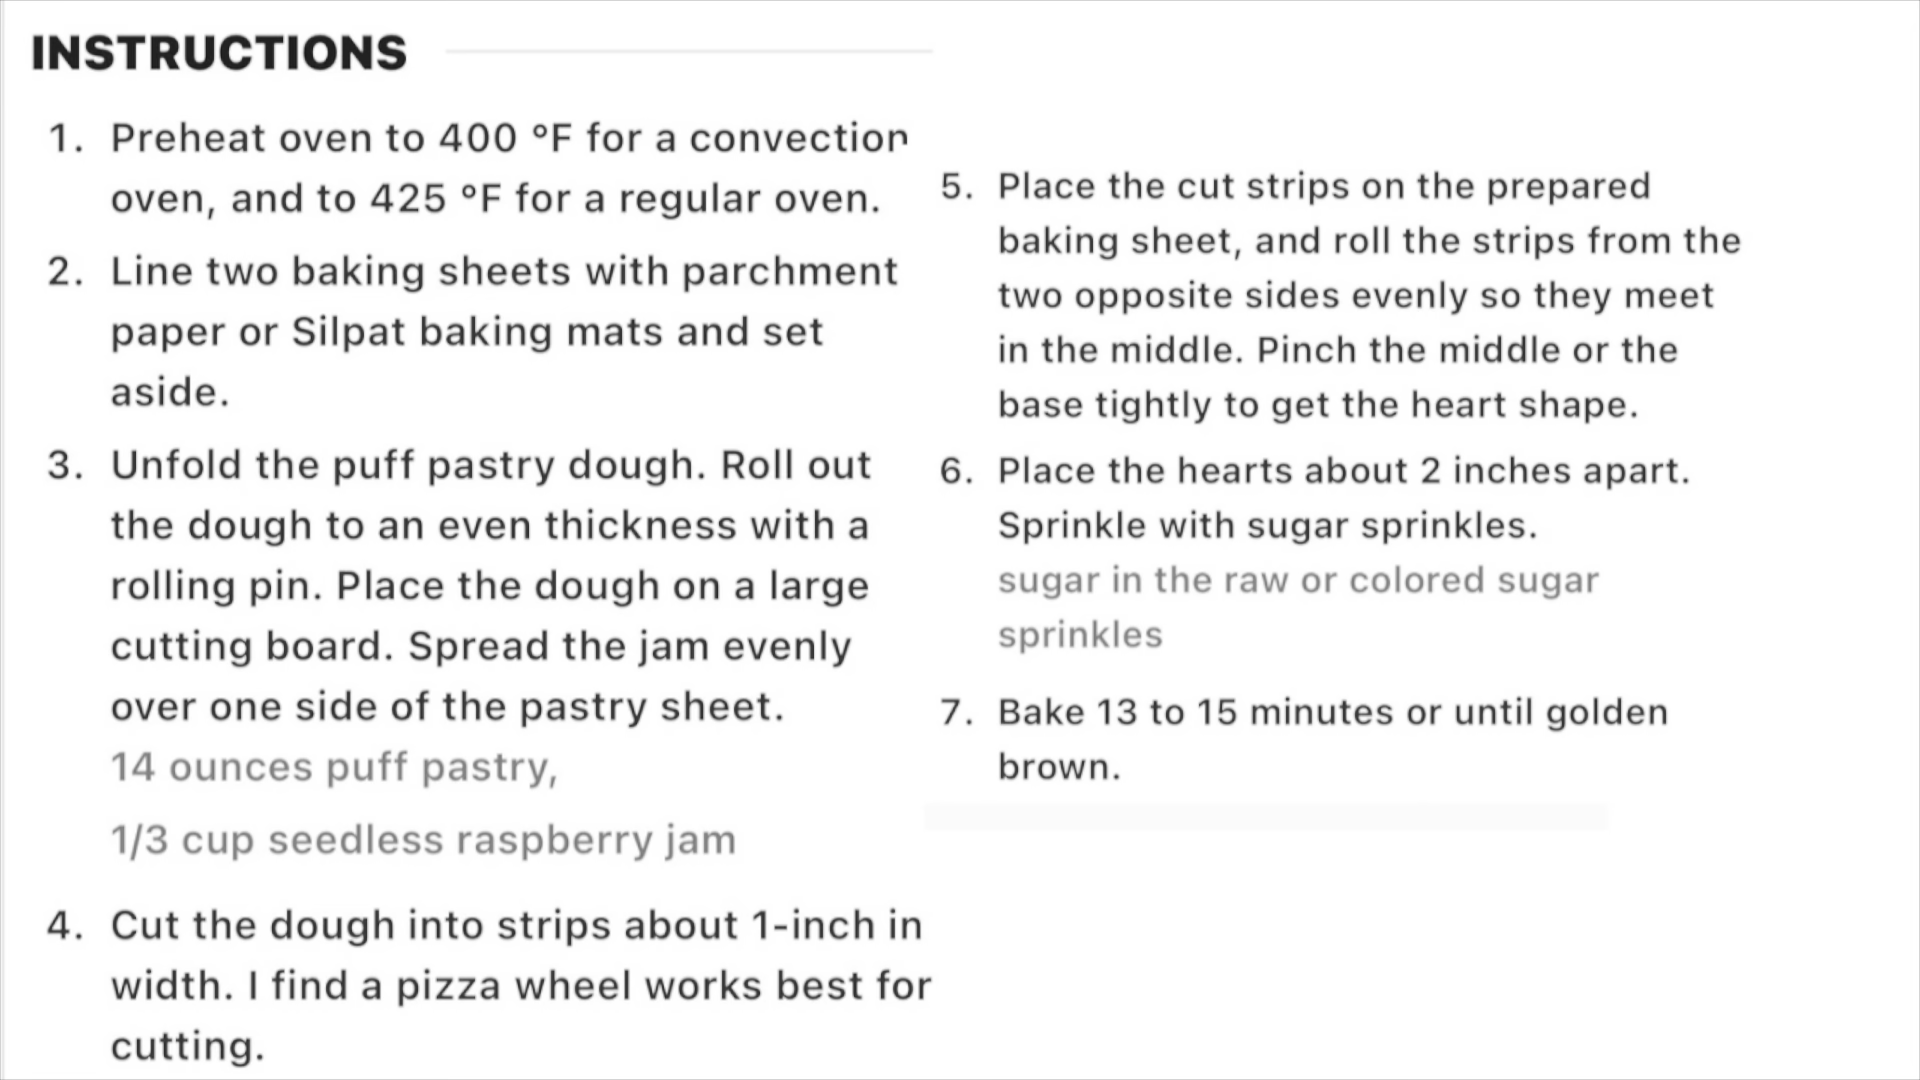 INSTRUCTIONS
1. Preheat oven to 400 °F for a convection
oven, and to 425 °F for a regular oven.
2. Line two baking sheets with parchment
paper or Silpat baking mats and set
aside.
3. Unfold the puff pastry dough. Roll out
the dough to an even thickness with a
rolling pin. Place the dough on a large
cutting board. Spread the jam evenly
over one side of the pastry sheet.
14 ounces puff pastry,
1/3 cup seedless raspberry jam
4. Cut the dough into strips about 1-inch in
width. I find a pizza wheel works best for
cutting.
5. Place the cut strips on the prepared
baking sheet, and roll the strips from the
two opposite sides evenly so they meet
in the middle. Pinch the middle or the
base tightly to get the heart shape.
6. Place the hearts about 2 inches apart.
Sprinkle with sugar sprinkles.
sugar in the raw or colored sugar
sprinkles
7. Bake 13 to 15 minutes or until golden
brown.